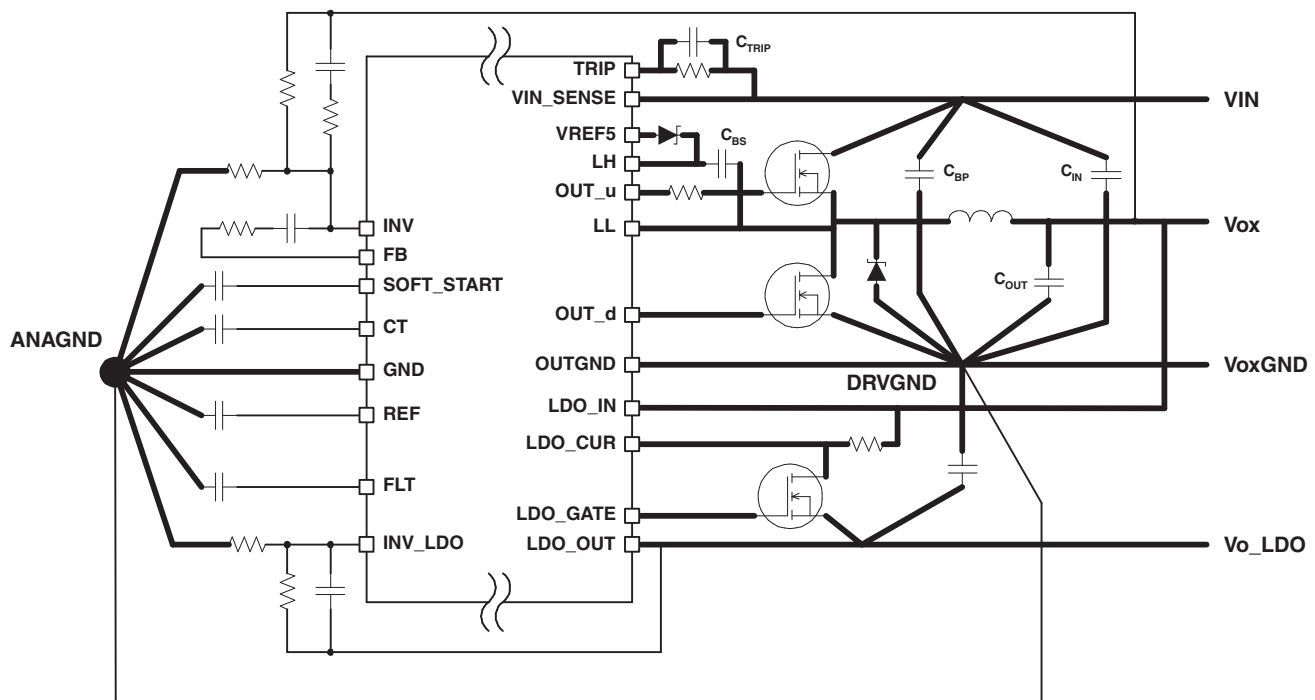 TRIP
C_TRIP
VIN_SENSE
VIN
VREF5
C_BS
LH
C_BP
C_IN
OUT_u
INV
LL
Vox
FB
SOFT_START
C_OUT
OUT_d
CT
ANAGND
GND
OUTGND
VoxGND
DRVGND
REF
LDO_IN
LDO_CUR
FLT
LDO_GATE
INV_LDO
LDO_OUT
Vo_LDO